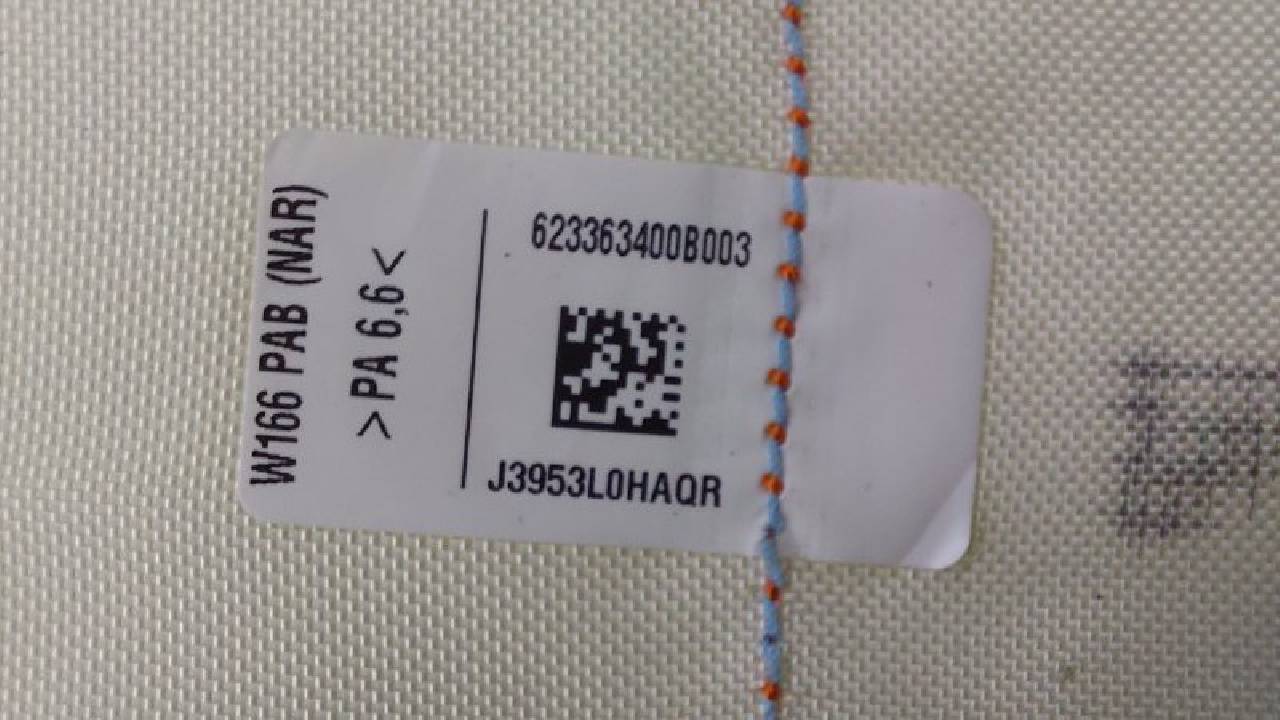 W166 PAB (NAR)
>PA 6,6<
623363400B003
J3953L0HAQR